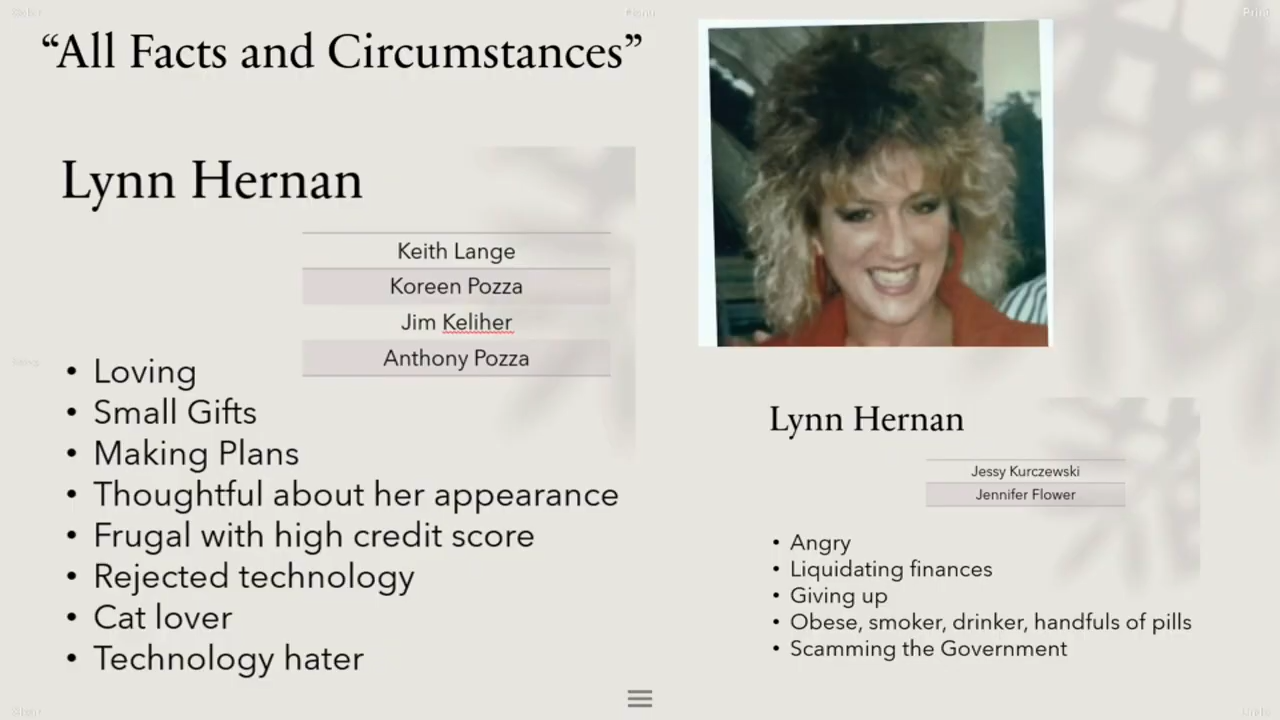 “All Facts and Circumstances”
Lynn Hernan
Keith Lange
Koreen Pozza
Jim Keliher
Anthony Pozza
• Loving
• Small Gifts
• Making Plans
• Thoughtful about her appearance
• Frugal with high credit score
• Rejected technology
• Cat lover
• Technology hater
Lynn Hernan
Jessy Kurczewski
Jennifer Flower
• Angry
• Liquidating finances
• Giving up
• Obese, smoker, drinker, handfuls of pills
• Scamming the Government
Print